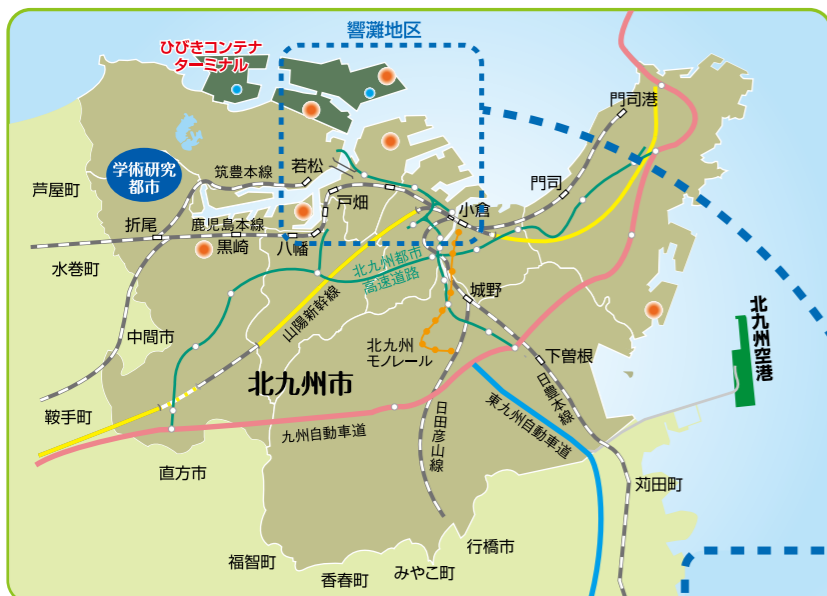 響灘地区
ひびきコンテナ
ターミナル
門司港
学術研究
都市
筑豊本線
若松
芦屋町
戸畑
門司
小倉
折尾
鹿児島本線
黒崎
八幡
水巻町
北九州都市
高速道路
城野
山陽新幹線
中間市
北九州
モノレール
下曽根
北九州空港
北九州市
鞍手町
九州自動車道
日田彦山線
東九州自動車道
日豊本線
直方市
苅田町
行橋市
福智町
みやこ町
香春町